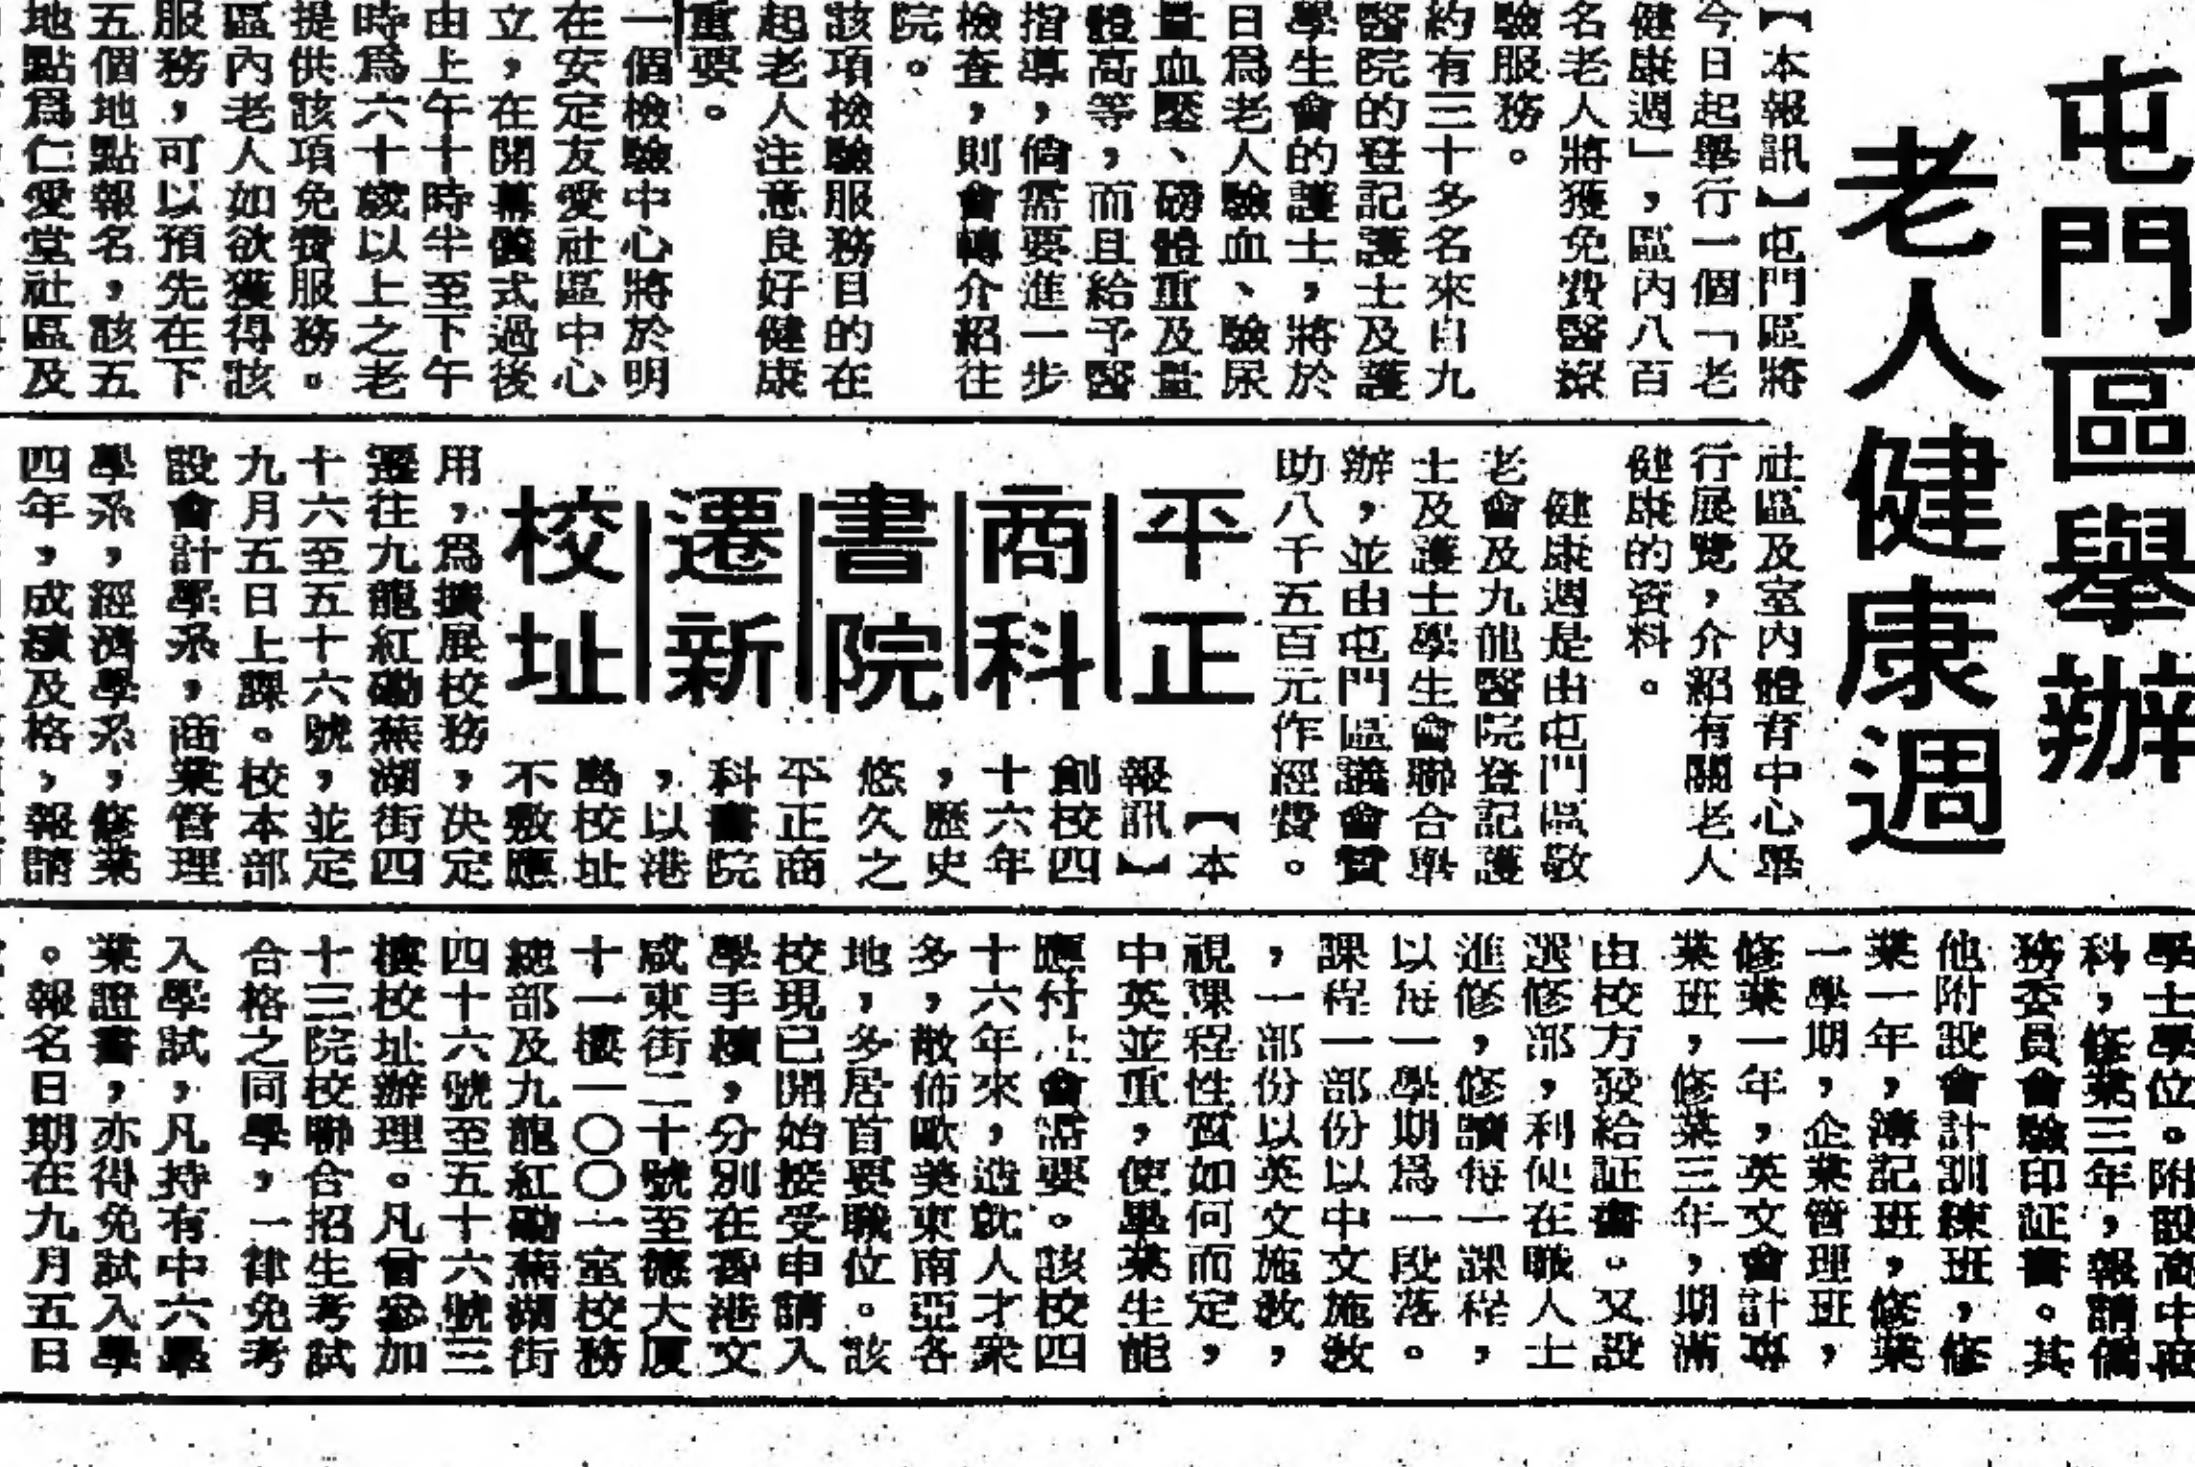 屯門區舉辦
老人健康週
【本報訊】屯門區將
今日起舉行一個「老
健康週」，區內八百
名老人將獲免費醫療
驗服務。
約有三十多名來自九
醫院的登記護士及護
學生會的護士，將於
日為老人驗血、驗尿
量血壓、磅體重及量
體高等，而且給予醫
指導，倘需要進一步
檢查，則會轉介紹往
院。
該項檢驗服務目的在
起老人注意良好健康
重要。
一個檢驗中心將於明
在安定友愛社區中心
立，在開幕儀式過後
由上午十時半至下午
時為六十歲以上之老
提供該項免費服務。
區內老人如欲獲得該
服務，可以預先在下
五個地點報名，該五
地點為仁愛堂社區及
社區及室內體育中心舉
行展覽，介紹有關老人
健康的資料。
健康週是由屯門區敬
老會及九龍醫院登記護
士及護士學生會聯合舉
辦，並由屯門區議會贊
助八千五百元作經費。
平正
商科
書院
遷新
校址
【本
報訊】
創校四
十六年
，歷史
悠久之
平正商
科書院
，以港
島校址
不敷應
用，為擴展校務，决定
遷往九龍紅磡蕪湖街四
十六至五十六號，並定
九月五日上課。校本部
設會計學系，商業管理
學系，經濟學系，修業
四年，成績及格，報請
學士學位。附設高中商
科，修業三年，報請僑
務委員會驗印証書。其
他附設會計訓練班，修
業一年，簿記班，修業
一學期，企業管理班，
修業一年，英文會計專
業班，修業三年，期滿
由校方發給証書。又設
選修部，利便在職人士
進修，修讀每一課程，
以每一學期為一段落。
課程一部份以中文施教
，一部份以英文施教，
視課程性質如何而定，
中英並重，使畢業生能
應付社會需要。該校四
十六年來，造就人才衆
多，散佈歐美東南亞各
地，多居首要職位。該
校現已開始接受申請入
學手續，分別在香港文
咸東街二十號至德大厦
十一樓一〇〇一室校務
總部及九龍紅磡蕪湖街
四十六號至五十六號三
樓校址辦理。凡曾參加
十三院校聯合招生考試
合格之同學，一律免考
入學試，凡持有中六畢
業證書，亦得免試入學
。報名日期在九月五日